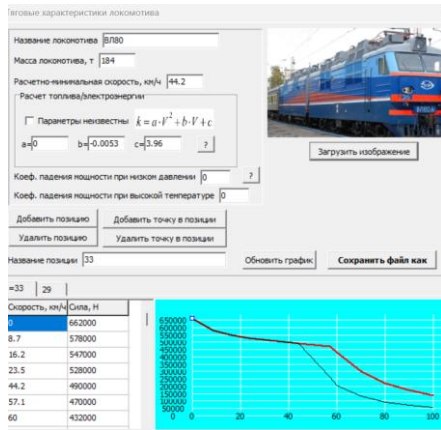 яговые характеристики локомотива
Название локомотива ВЛ80
Масса локомотива, т 184
Расчетно-минимальная скорость, км/ч 44.2
Расчет топлива/электроэнергии
Параметры неизвестны k = a·V² + b·V + c
a= 0 b= -0.0053 c= 3.96 ?
Загрузить изображение
Коеф. падения мощности при низком давлении 0 ?
Коеф. падения мощности при высокой температуре 0
Добавить позицию Добавить точку в позиции
Удалить позицию Удалить точку в позиции
Название позиции 33 Обновить график Сохранять файл как
=33 29
Скорость, км/ч Сила, Н
0 662000
8.7 578000
16.2 547000
23.5 528000
44.2 490000
57.1 470000
60 432000
650000
600000
550000
500000
450000
400000
350000
300000
250000
200000
150000
100000
50000
0 0 20 40 60 80 100